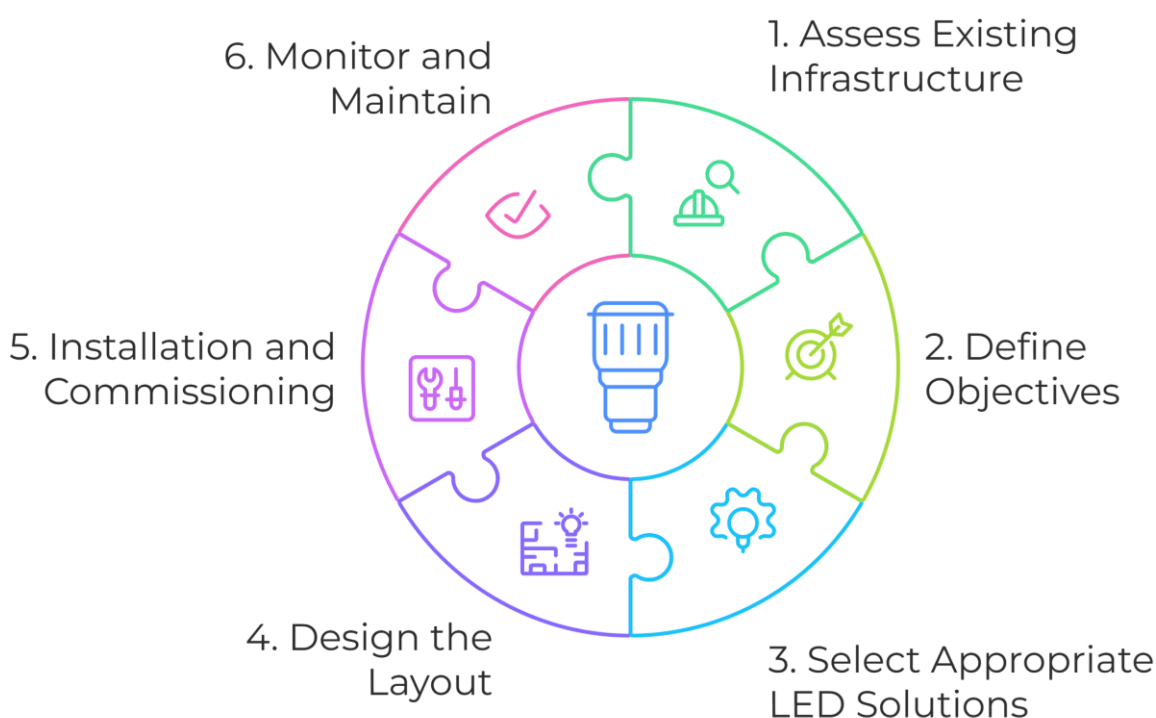 1. Assess Existing
Infrastructure
2. Define
Objectives
3. Select Appropriate
LED Solutions
4. Design the
Layout
5. Installation and
Commissioning
6. Monitor and
Maintain